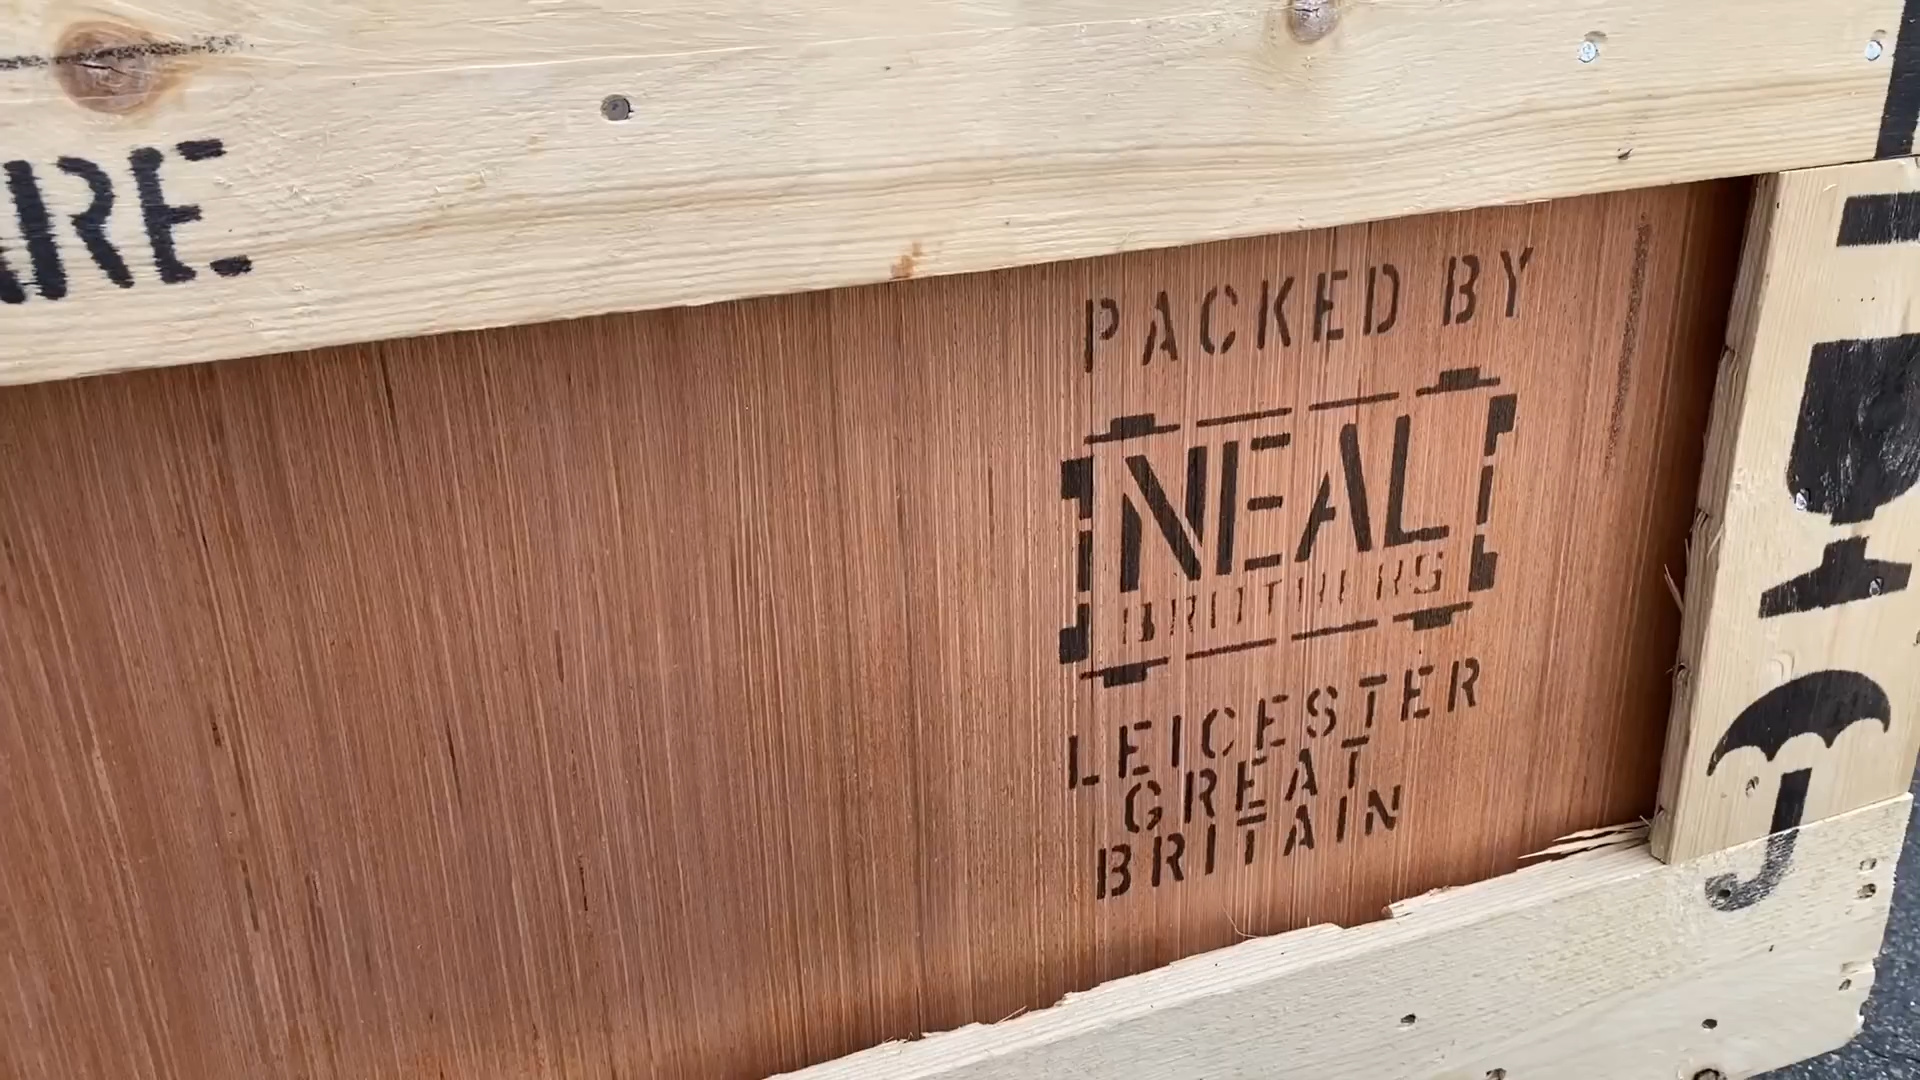 PACKED BY
NEAL
BROTHERS
LEICESTER
GREAT
BRITAIN